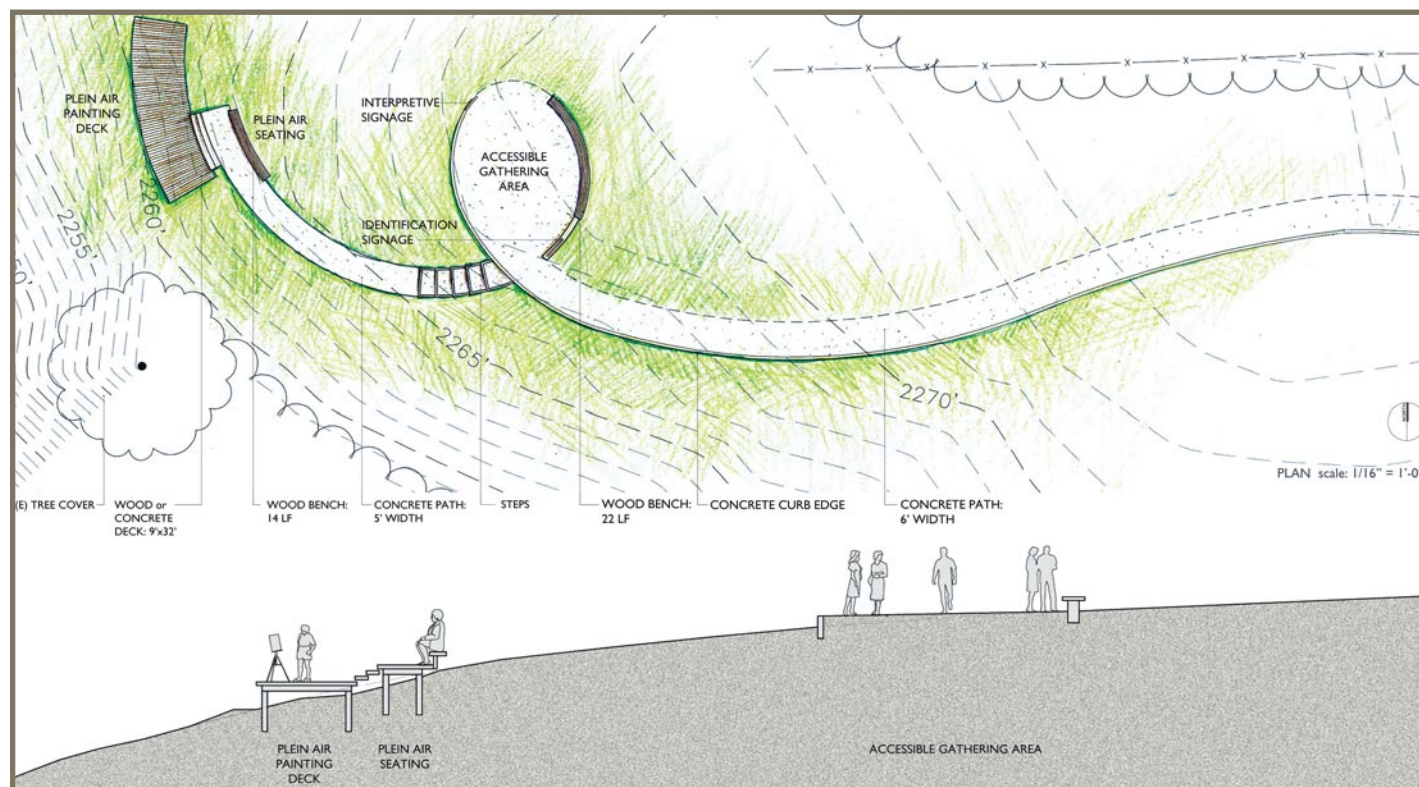 PLEIN AIR
PAINTING
DECK
PLEIN AIR
SEATING
INTERPRETIVE
SIGNAGE
ACCESSIBLE
GATHERING
AREA
IDENTIFICATION
SIGNAGE
2260'
2255'
2265'
2270'
PLAN scale: 1/16" = 1'-0
(E) TREE COVER
WOOD or
CONCRETE
DECK: 9'x32'
WOOD BENCH:
14 LF
CONCRETE PATH:
5' WIDTH
STEPS
WOOD BENCH:
22 LF
CONCRETE CURB EDGE
CONCRETE PATH:
6' WIDTH
PLEIN AIR
PAINTING
DECK
PLEIN AIR
SEATING
ACCESSIBLE GATHERING AREA